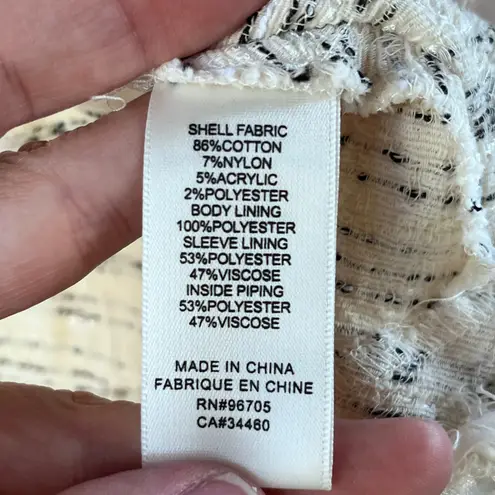 SHELL FABRIC
86%COTTON
7%NYLON
5%ACRYLIC
2%POLYESTER
BODY LINING
100%POLYESTER
SLEEVE LINING
53%POLYESTER
47%VISCOSE
INSIDE PIPING
53%POLYESTER
47%VISCOSE
MADE IN CHINA
FABRIQUE EN CHINE
RN#96705
CA#34460